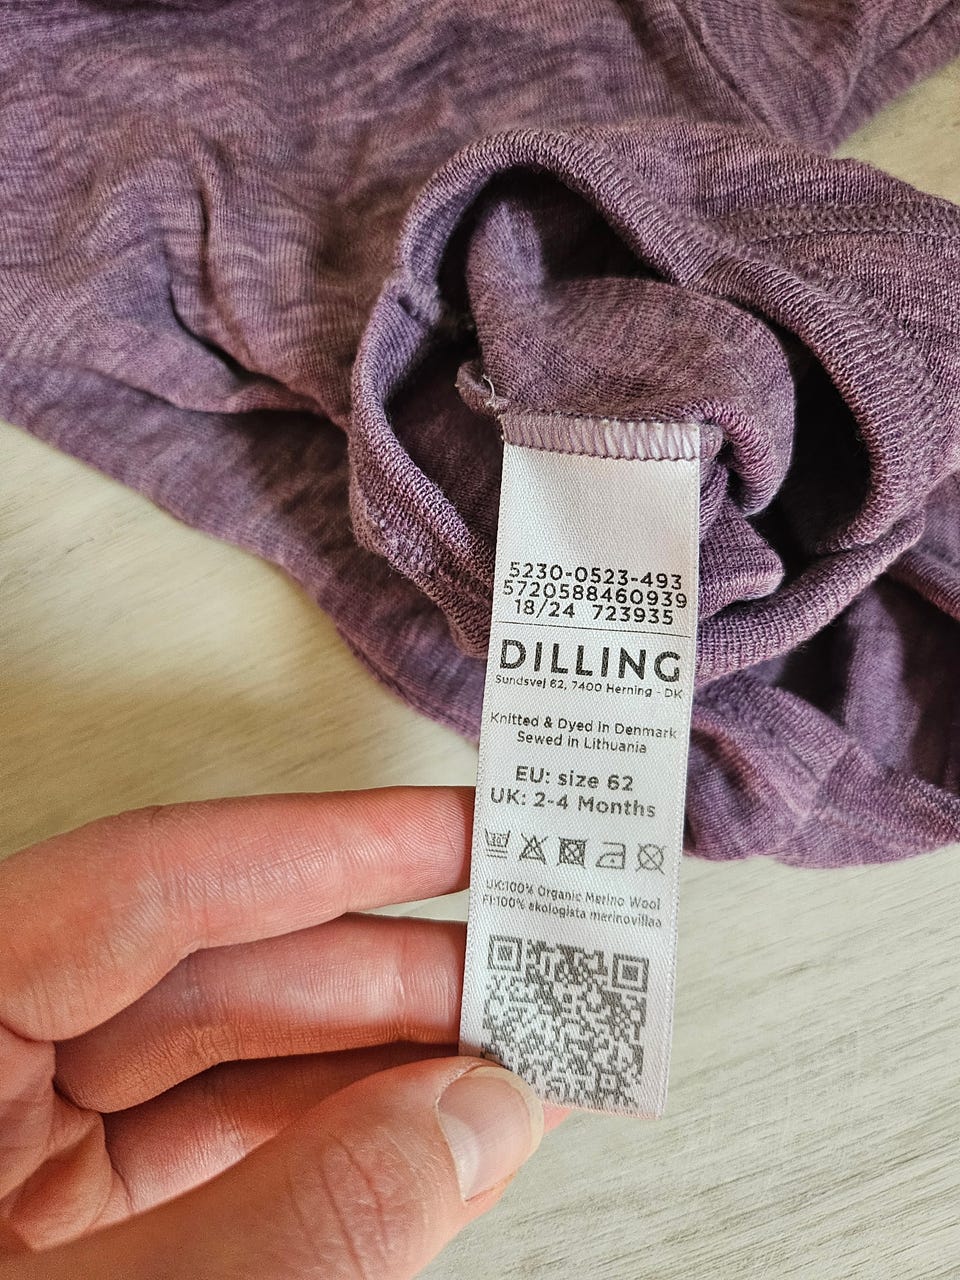 5230-0523-493
5720588460939
18/24 723935
DILLING
Sundsvej 62, 7400 Herning - DK
Knitted & Dyed in Denmark
Sewed in Lithuania
EU: size 62
UK: 2-4 Months
UK:100% Organic Merino Wool
FI:100% ekologista merinovillaa